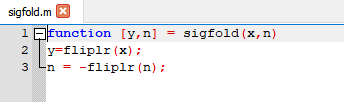 sigfold.m
1 function [y,n] = sigfold(x,n)
2 y=fliplr(x);
3 n = -fliplr(n);